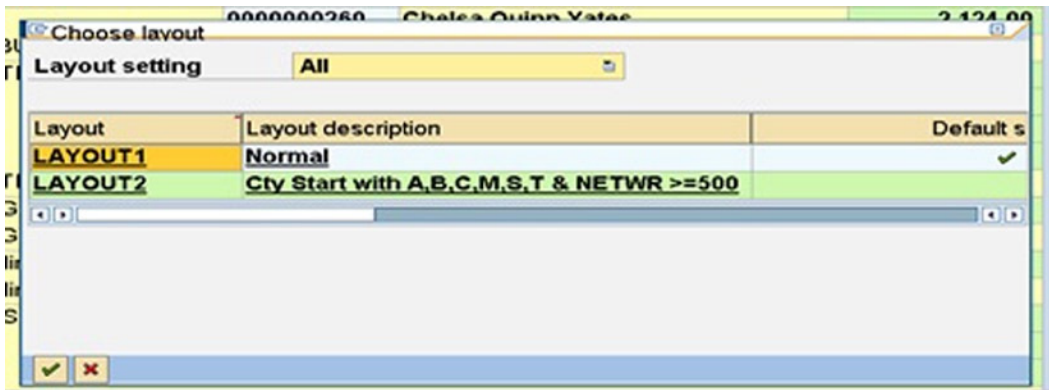 0000000260 Chelsa Quinn Yates 2,124.00
Choose layout
Layout setting All
Layout Layout description Default s
LAYOUT1 Normal
LAYOUT2 Cty Start with A,B,C,M,S,T & NETWR >=500